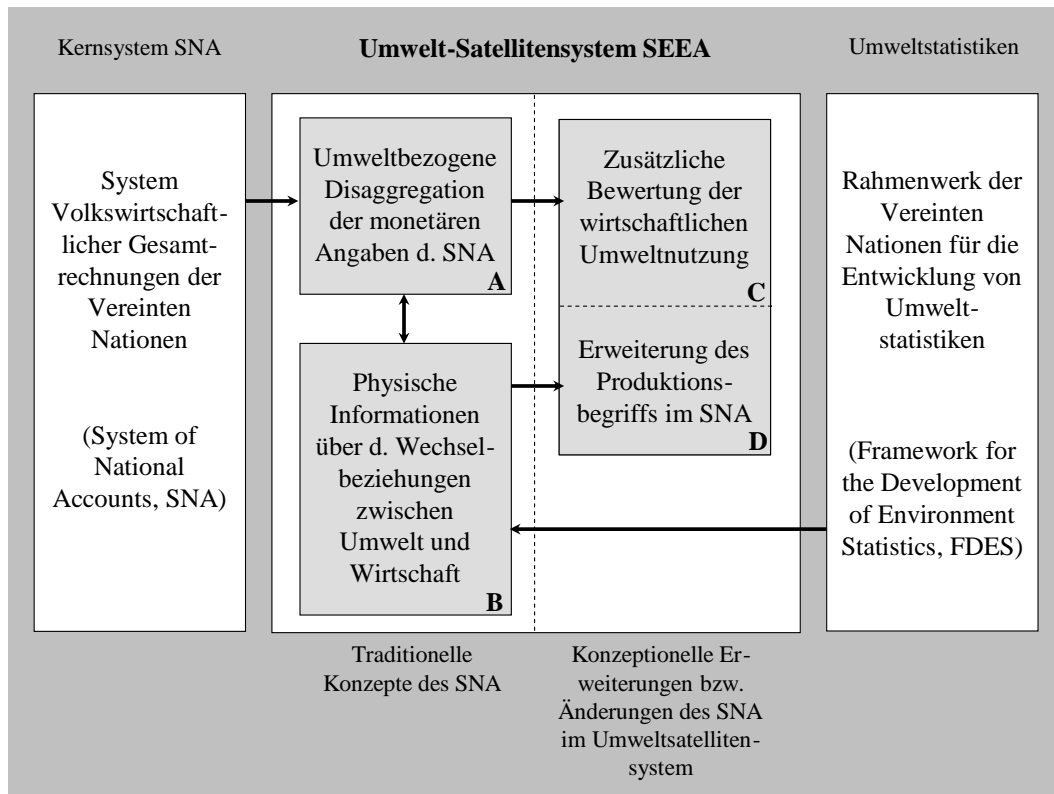 Kernsystem SNA
Umwelt-Satellitensystem SEEA
Umweltstatistiken
System
Volkswirtschaft-
licher Gesamt-
rechnungen der
Vereinten
Nationen
(System of
National
Accounts, SNA)
Umweltbezogene
Disaggregation
der monetären
Angaben d. SNA
A
Physische
Informationen
über d. Wechsel-
beziehungen
zwischen
Umwelt und
Wirtschaft
B
Zusätzliche
Bewertung der
wirtschaftlichen
Umweltnutzung
C
Erweiterung des
Produktions-
begriffs im SNA
D
Rahmenwerk der
Vereinten
Nationen für die
Entwicklung von
Umwelt-
statistiken
(Framework for
the Development
of Environment
Statistics, FDES)
Traditionelle
Konzepte des SNA
Konzeptionelle Er-
weiterungen bzw.
Änderungen des SNA
im Umweltsatelliten-
system